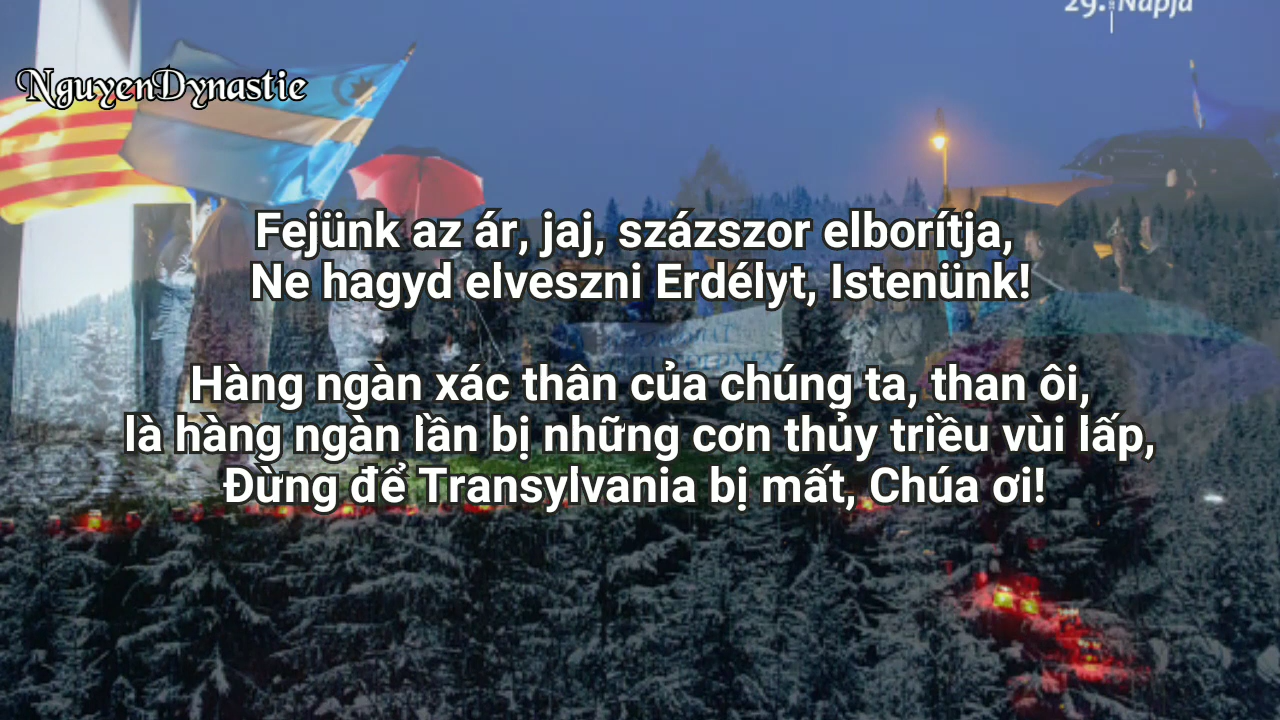 29. Napja
NguyenDynastie
Fejünk az ár, jaj, százszor elborítja,
Ne hagyd elveszni Erdélyt, Istenünk!
Hàng ngàn xác thân của chúng ta, than ôi,
là hàng ngàn lần bị những cơn thủy triều vùi lấp,
Đừng để Transylvania bị mất, Chúa ơi!